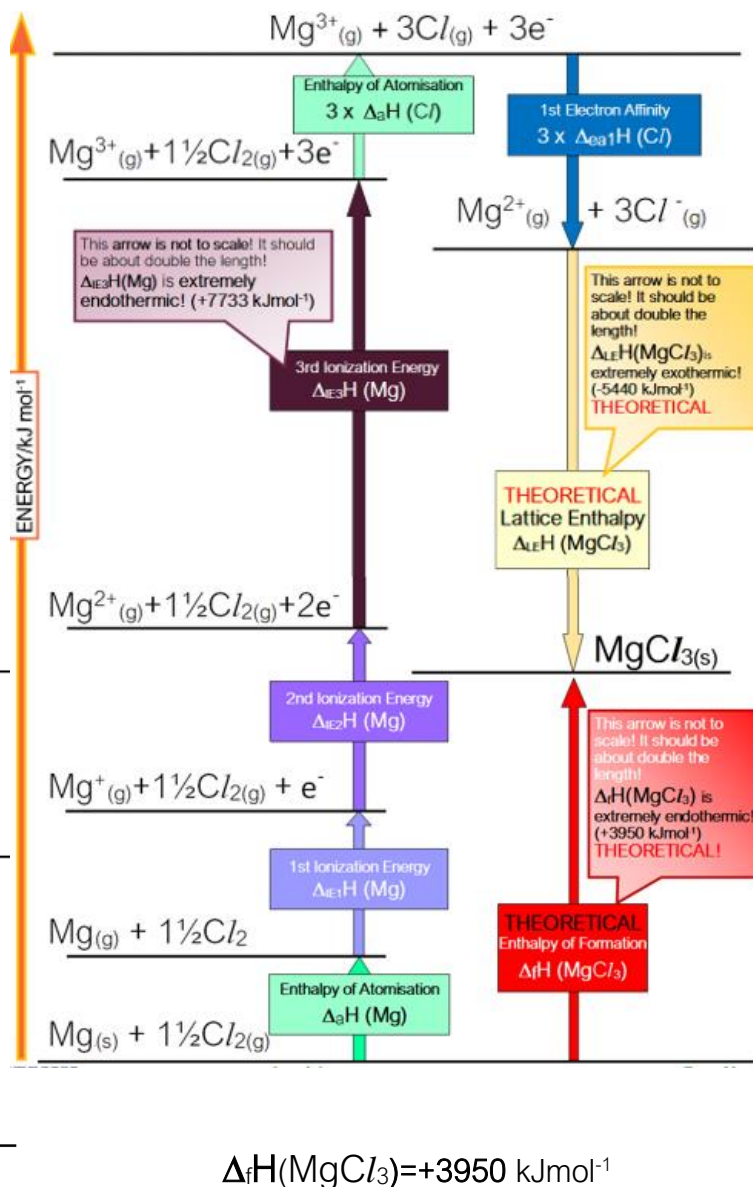 Mg³⁺(g) + 3Cl(g) + 3e⁻
Enthalpy of Atomisation
3 x ΔaH (Cl)
1st Electron Affinity
3 x Δea1H (Cl)
Mg³⁺(g)+1½Cl2(g)+3e⁻
Mg²⁺(g) + 3Cl⁻(g)
This arrow is not to scale! It should
be about double the length!
ΔIE3H(Mg) is extremely
endothermic! (+7733 kJmol⁻¹)
This arrow is not to
scale! It should be
about double the
length!
ΔLEH(MgCl3)is
extremely exothermic!
(-5440 kJmol⁻¹)
THEORETICAL
3rd Ionization Energy
ΔIE3H (Mg)
ENERGY/kJ mol⁻¹
THEORETICAL
Lattice Enthalpy
ΔLEH (MgCl3)
Mg²⁺(g)+1½Cl2(g)+2e⁻
MgCl3(s)
2nd Ionization Energy
ΔIE2H (Mg)
This arrow is not to
scale! It should be
about double the
length!
ΔfH(MgCl3) is
extremely endothermic!
(+3950 kJmol⁻¹)
THEORETICAL!
Mg⁺(g)+1½Cl2(g) + e⁻
1st Ionization Energy
ΔIE1H (Mg)
Mg(g) + 1½Cl2
THEORETICAL
Enthalpy of Formation
ΔfH (MgCl3)
Enthalpy of Atomisation
ΔaH (Mg)
Mg(s) + 1½Cl2(g)
ΔfH(MgCl3)=+3950 kJmol⁻¹